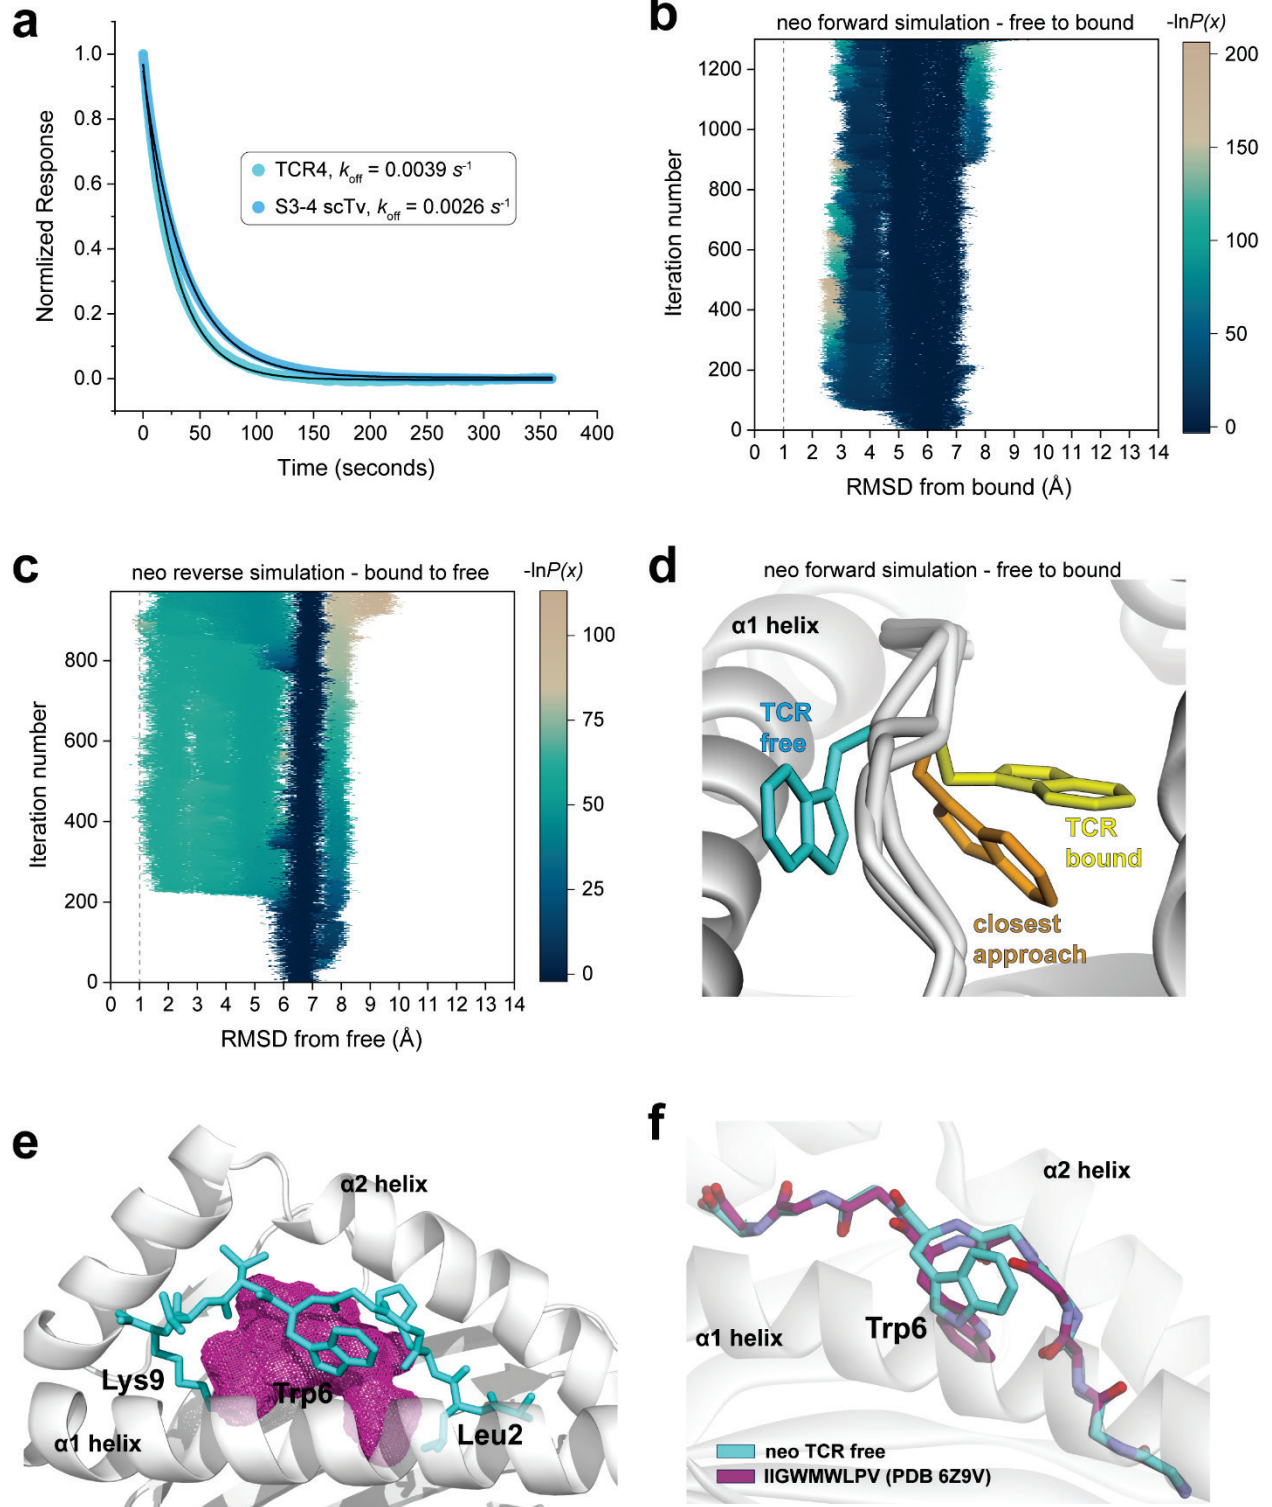 a
1.0
0.8
0.6
0.4
0.2
0.0
Normlized Response
TCR4, koff = 0.0039 s-1
S3-4 scTv, koff = 0.0026 s-1
0 50 100 150 200 250 300 350 400
Time (seconds)
b
neo forward simulation - free to bound
-lnP(x)
1200
1000
800
600
400
200
0
Iteration number
0 1 2 3 4 5 6 7 8 9 10 11 12 13 14
RMSD from bound (Å)
200
150
100
50
0
c
neo reverse simulation - bound to free
-lnP(x)
800
600
400
200
0
Iteration number
0 1 2 3 4 5 6 7 8 9 10 11 12 13 14
RMSD from free (Å)
100
75
50
25
0
d
neo forward simulation - free to bound
α1 helix
TCR
free
TCR
bound
closest
approach
e
α2 helix
Lys9
Trp6
Leu2
α1 helix
f
α2 helix
Trp6
α1 helix
neo TCR free
IIGWMWLPV (PDB 6Z9V)